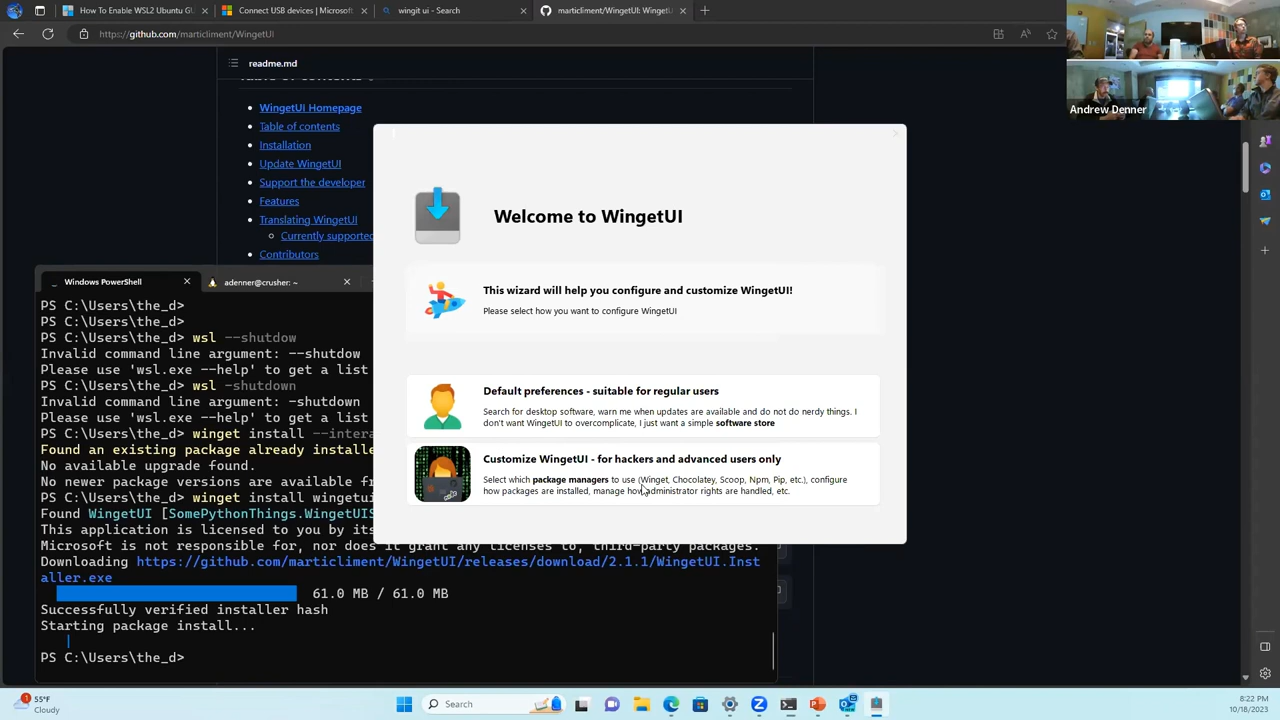 How To Enable WSL2 Ubuntu GU
Connect USB devices | Microsoft
wingit ui - Search
marticliment/WingetUI: WingetU
https://github.com/marticliment/WingetUI
Andrew Denner
readme.md
WingetUI Homepage
Table of contents
Installation
Update WingetUI
Support the developer
Features
Translating WingetUI
Currently supported
Contributors
Welcome to WingetUI
This wizard will help you configure and customize WingetUI!
Please select how you want to configure WingetUI
Default preferences - suitable for regular users
Search for desktop software, warn me when updates are available and do not do nerdy things. I
don't want WingetUI to overcomplicate, I just want a simple software store
Customize WingetUI - for hackers and advanced users only
Select which package managers to use (Winget, Chocolatey, Scoop, Npm, Pip, etc.), configure
how packages are installed, manage how administrator rights are handled, etc.
Windows PowerShell
adenner@crusher: ~
PS C:\Users\the_d>
PS C:\Users\the_d>
PS C:\Users\the_d> wsl --shutdow
Invalid command line argument: --shutdow
Please use 'wsl.exe --help' to get a list
PS C:\Users\the_d> wsl -shutdown
Invalid command line argument: -shutdown
Please use 'wsl.exe --help' to get a list
PS C:\Users\the_d> winget install --intera
Found an existing package already installe
No available upgrade found.
No newer package versions are available fr
PS C:\Users\the_d> winget install wingetui
Found WingetUI [SomePythonThings.WingetUIS
This application is licensed to you by its
Microsoft is not responsible for, nor does it grant any licenses to, third-party packages.
Downloading https://github.com/marticliment/WingetUI/releases/download/2.1.1/WingetUI.Inst
aller.exe
61.0 MB / 61.0 MB
Successfully verified installer hash
Starting package install...
PS C:\Users\the_d>
1
55°F
Cloudy
Search
8:22 PM
10/18/2023